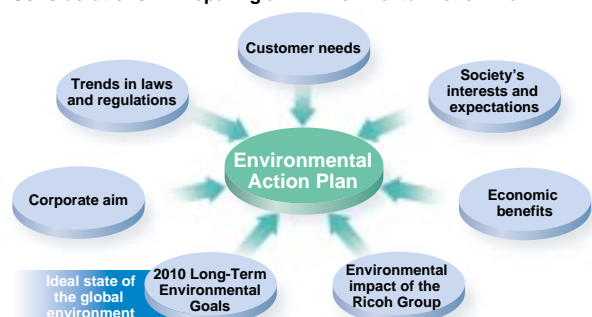 Customer needs
Trends in laws
and regulations
Society's
interests and
expectations
Environmental
Action Plan
Corporate aim
Economic
benefits
Ideal state of
the global
environment
2010 Long-Term
Environmental
Goals
Environmental
impact of the
Ricoh Group